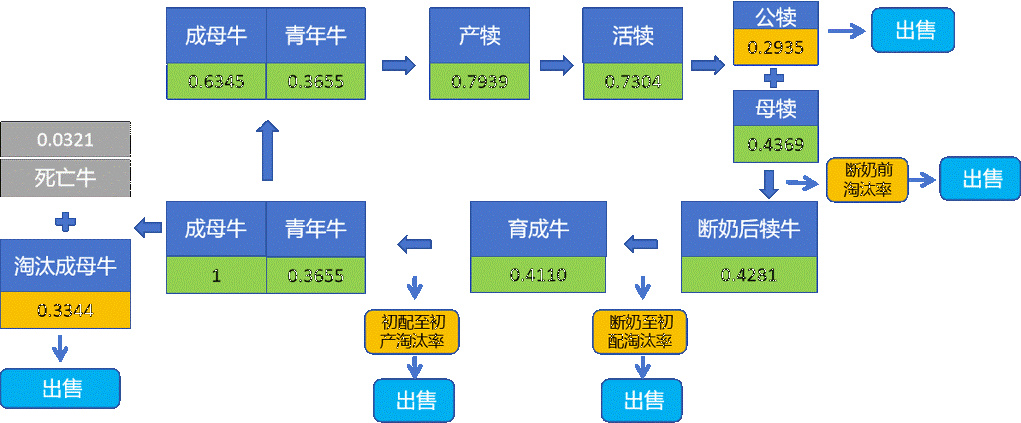 成母牛 青年牛
0.6345 0.3655
产犊
0.7939
活犊
0.7304
公犊
0.2935
出售
母犊
0.4369
断奶前
淘汰率
出售
0.0321
死亡牛
淘汰成母牛
0.3344
出售
成母牛 青年牛
1 0.3655
育成牛
0.4110
断奶后犊牛
0.4281
初配至初
产淘汰率
出售
断奶至初
配淘汰率
出售